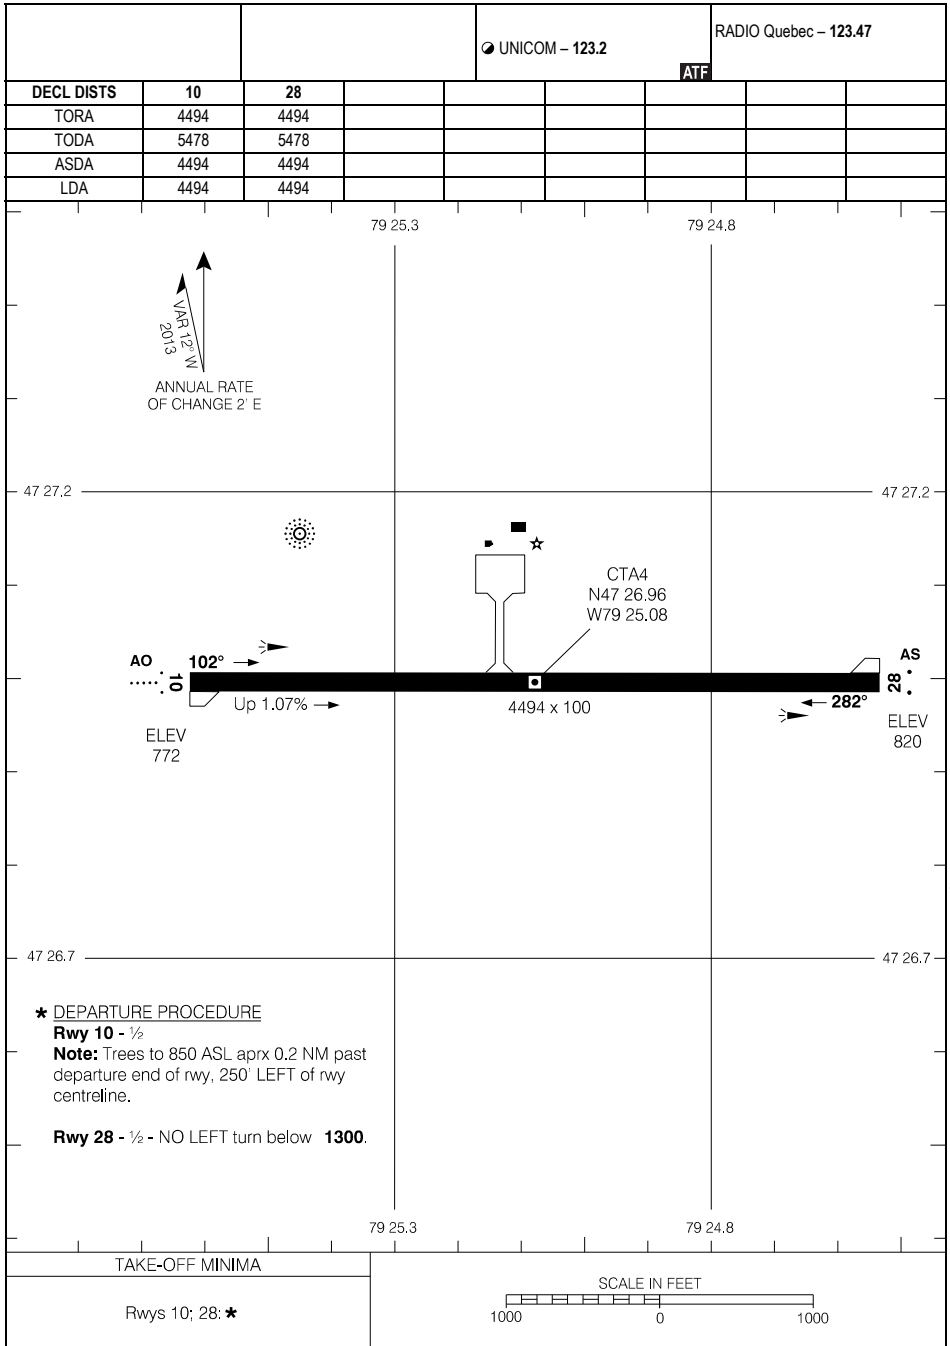 UNICOM – 123.2
ATF
RADIO Quebec – 123.47
DECL DISTS 10 28
TORA 4494 4494
TODA 5478 5478
ASDA 4494 4494
LDA 4494 4494
79 25.3 79 24.8
VAR 12° W
2013
ANNUAL RATE
OF CHANGE 2' E
47 27.2 47 27.2
CTA4
N47 26.96
W79 25.08
AO 102° AS
10 28
Up 1.07% 4494 x 100 282°
ELEV
772
ELEV
820
47 26.7 47 26.7
* DEPARTURE PROCEDURE
Rwy 10 - ½
Note: Trees to 850 ASL aprx 0.2 NM past
departure end of rwy, 250' LEFT of rwy
centreline.
Rwy 28 - ½ - NO LEFT turn below 1300.
79 25.3 79 24.8
TAKE-OFF MINIMA
Rwys 10; 28: *
SCALE IN FEET
1000 0 1000